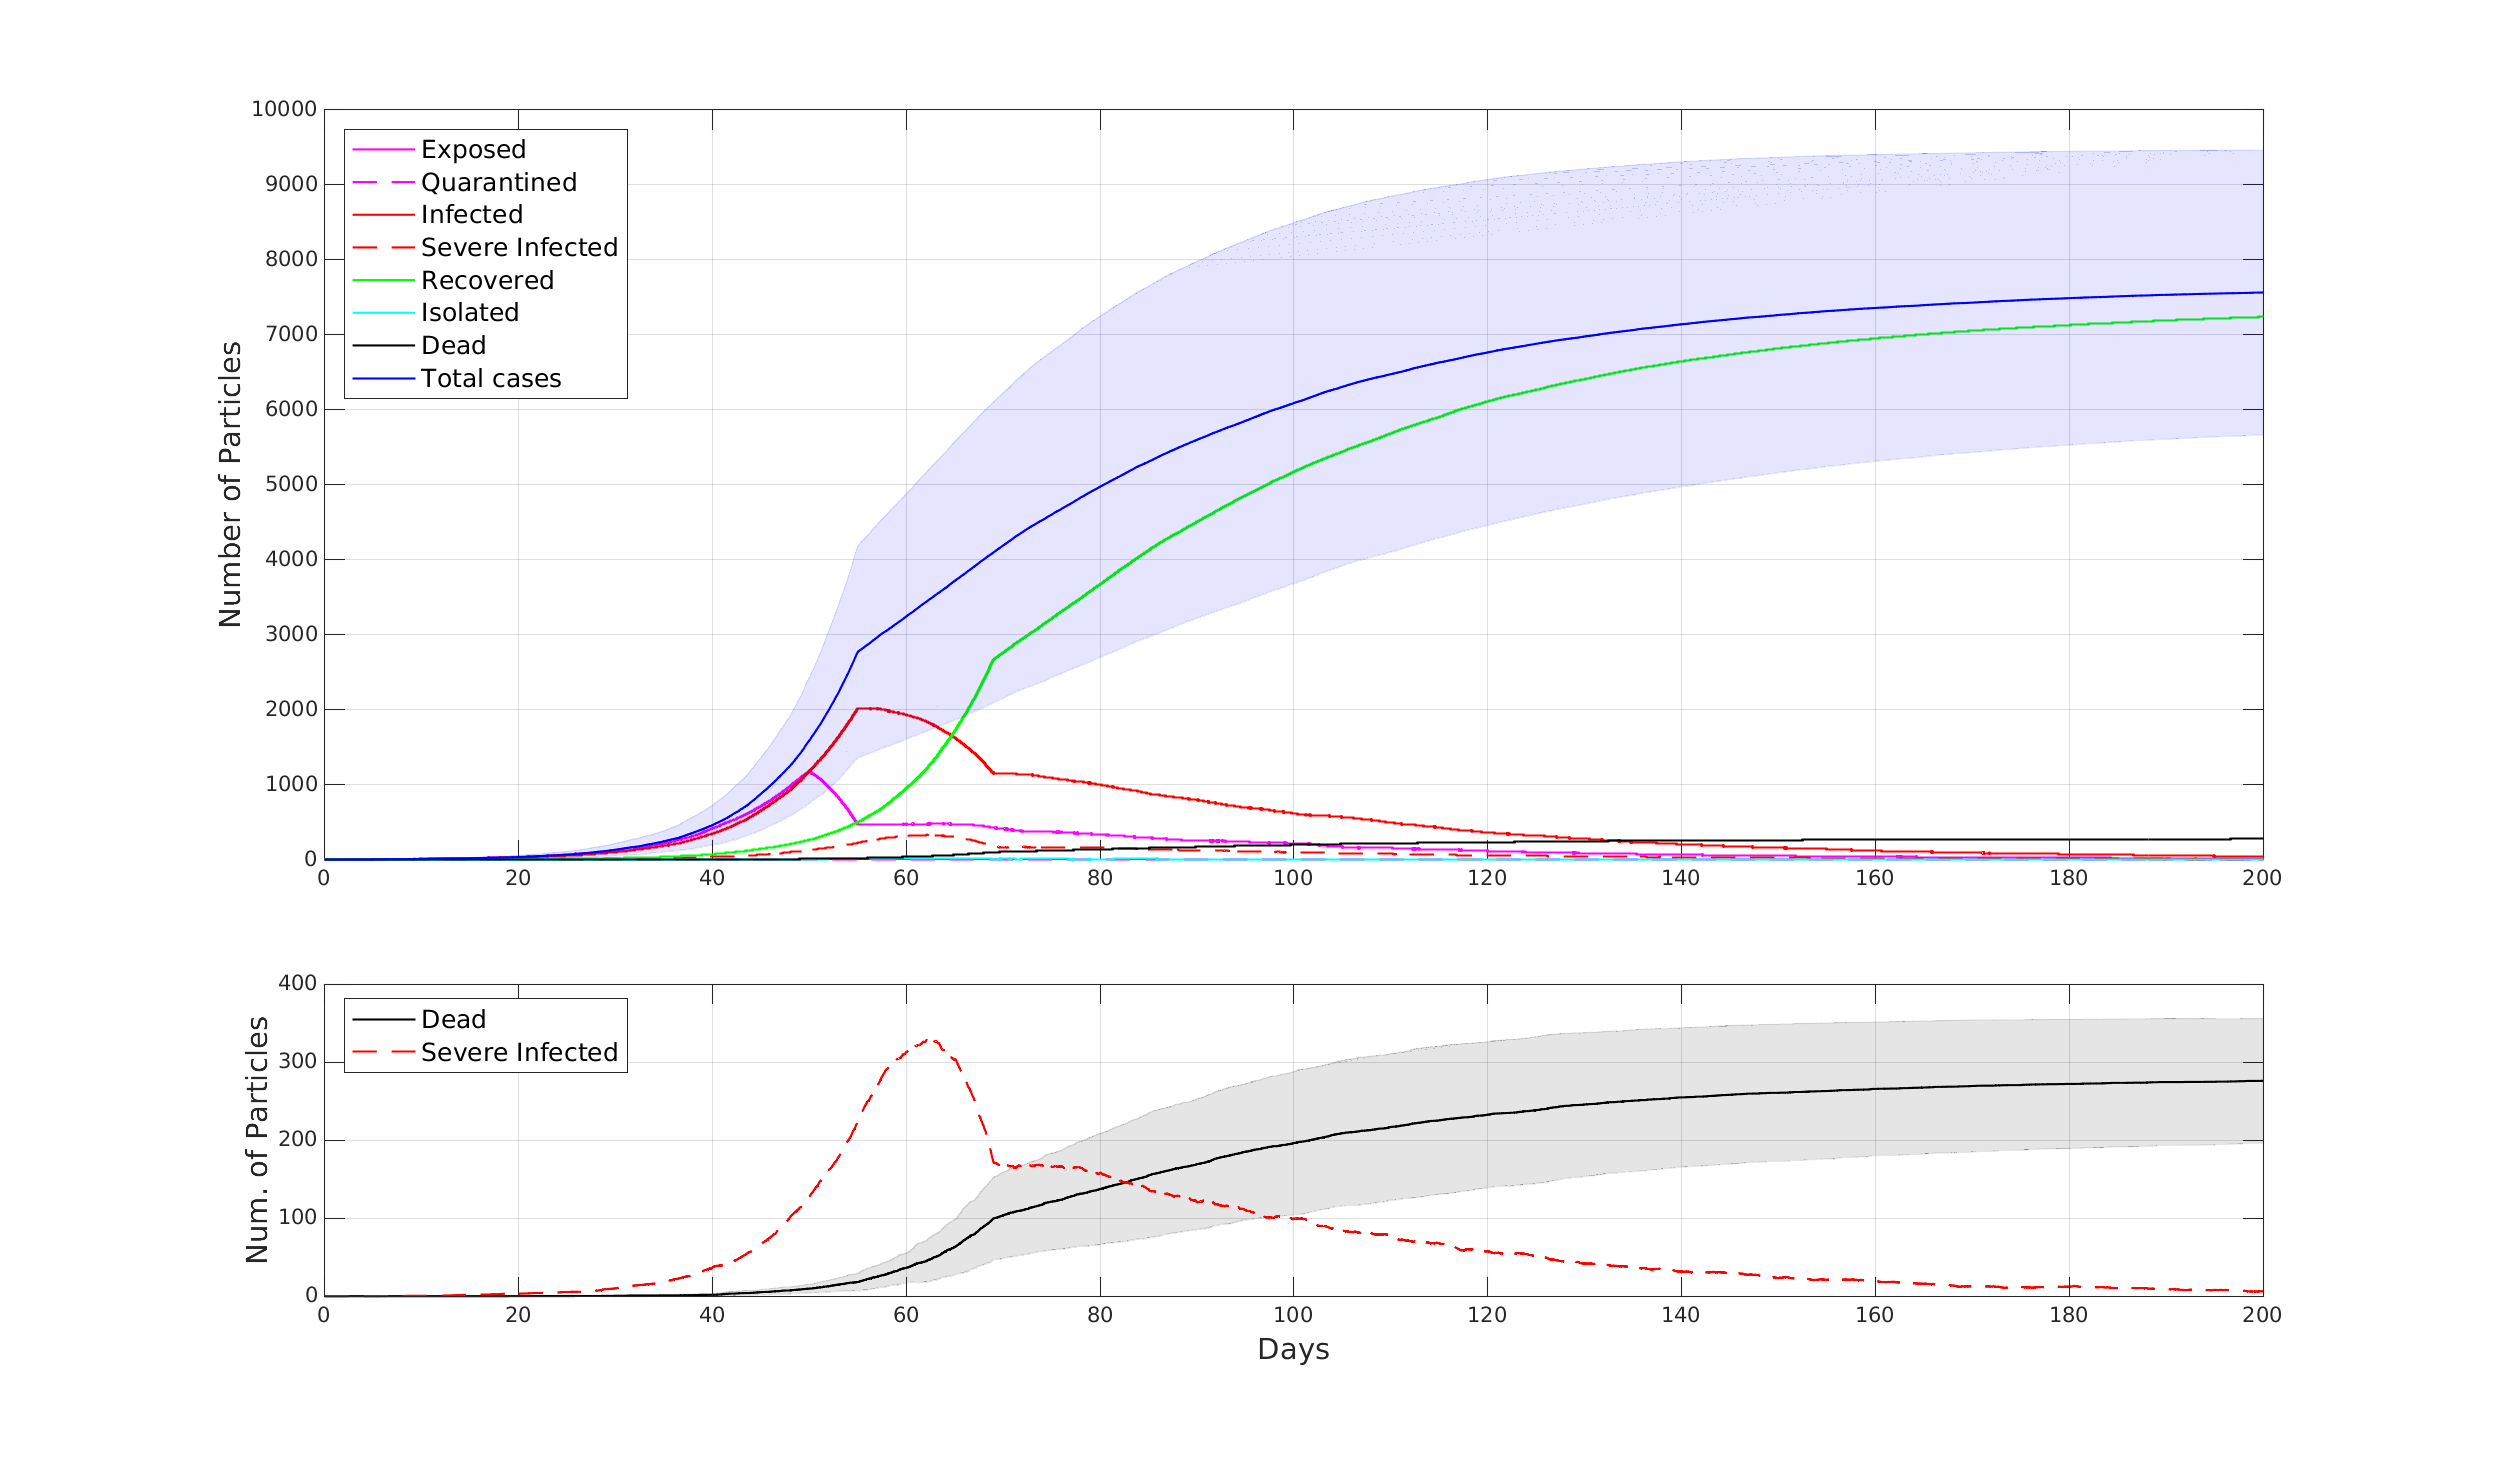 10000
9000
8000
7000
6000
5000
4000
3000
2000
1000
0
Number of Particles
Exposed
Quarantined
Infected
Severe Infected
Recovered
Isolated
Dead
Total cases
0 20 40 60 80 100 120 140 160 180 200
400
300
200
100
0
Num. of Particles
Dead
Severe Infected
0 20 40 60 80 100 120 140 160 180 200
Days